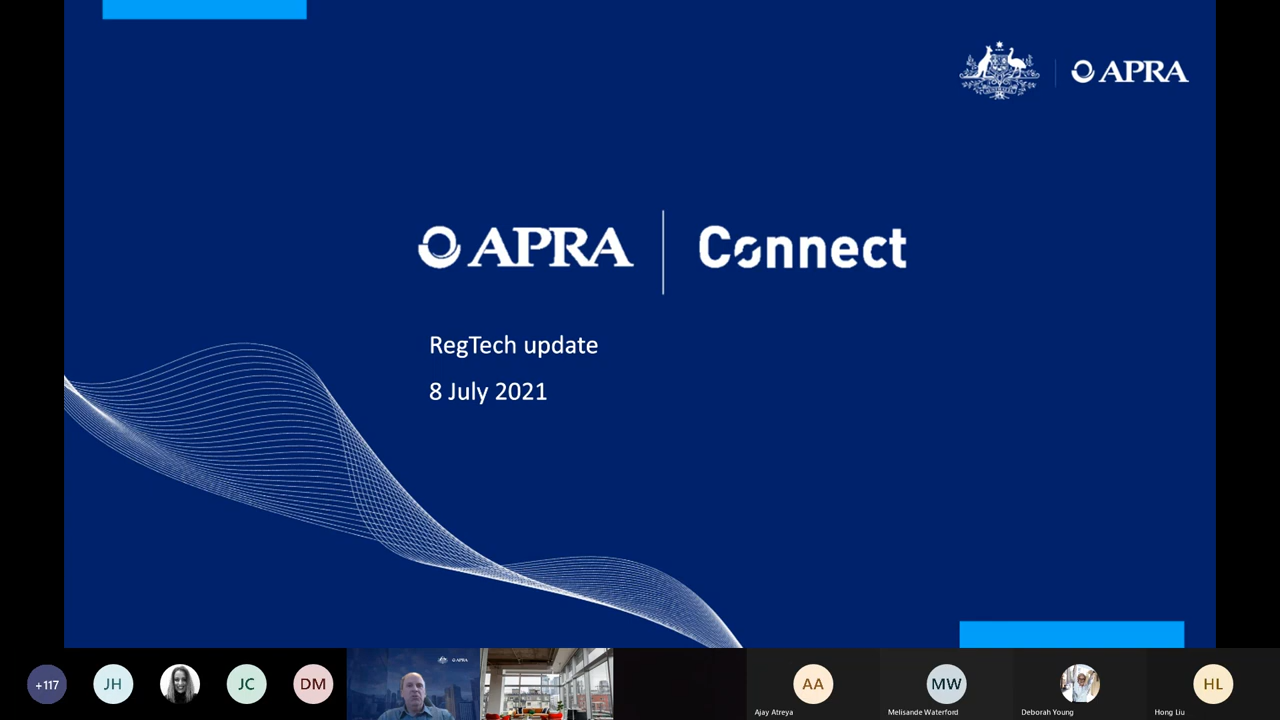 APRA
APRA Connect
RegTech update
8 July 2021
+117
JH
JC
DM
APRA
AA
MW
HL
Ajay Atreya
Melisande Waterford
Deborah Young
Hong Liu